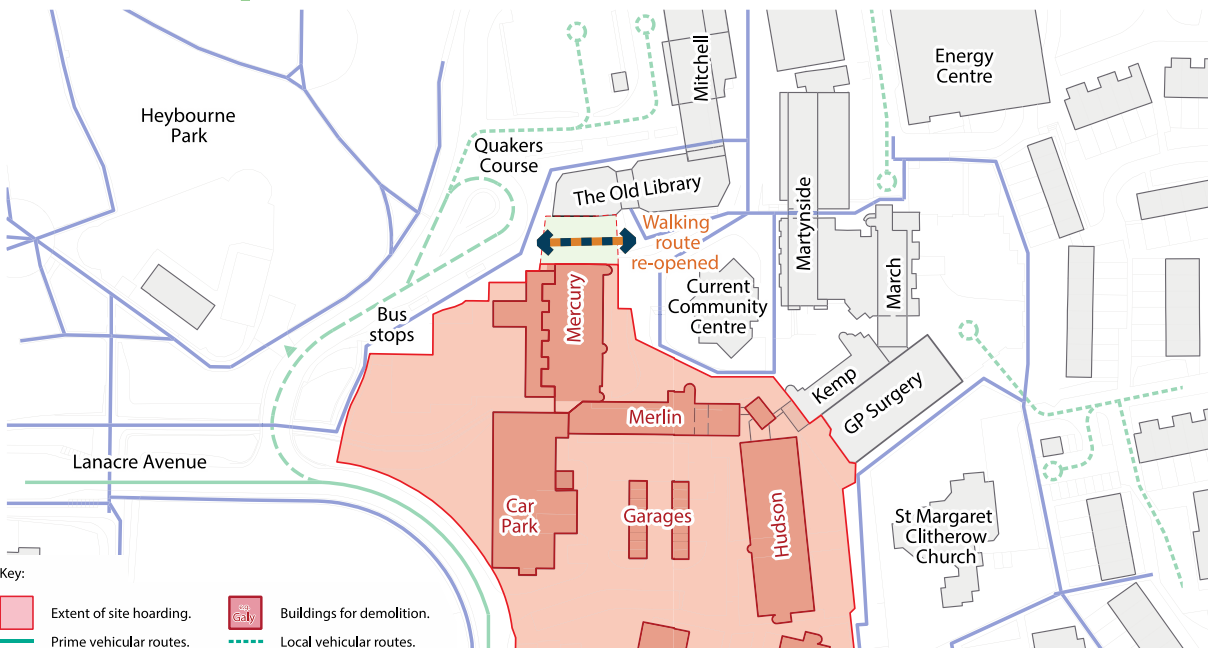 Mitchell
Energy
Centre
Heybourne
Park
Quakers
Course
The Old Library
Walking
route
re-opened
Martynside
March
Mercury
Current
Community
Centre
Bus
stops
Kemp
GP Surgery
Merlin
Lanacre Avenue
Car
Park
Garages
Hudson
St Margaret
Clitherow
Church
Key:
Extent of site hoarding.
e.g.
Galy
Buildings for demolition.
Prime vehicular routes.
Local vehicular routes.